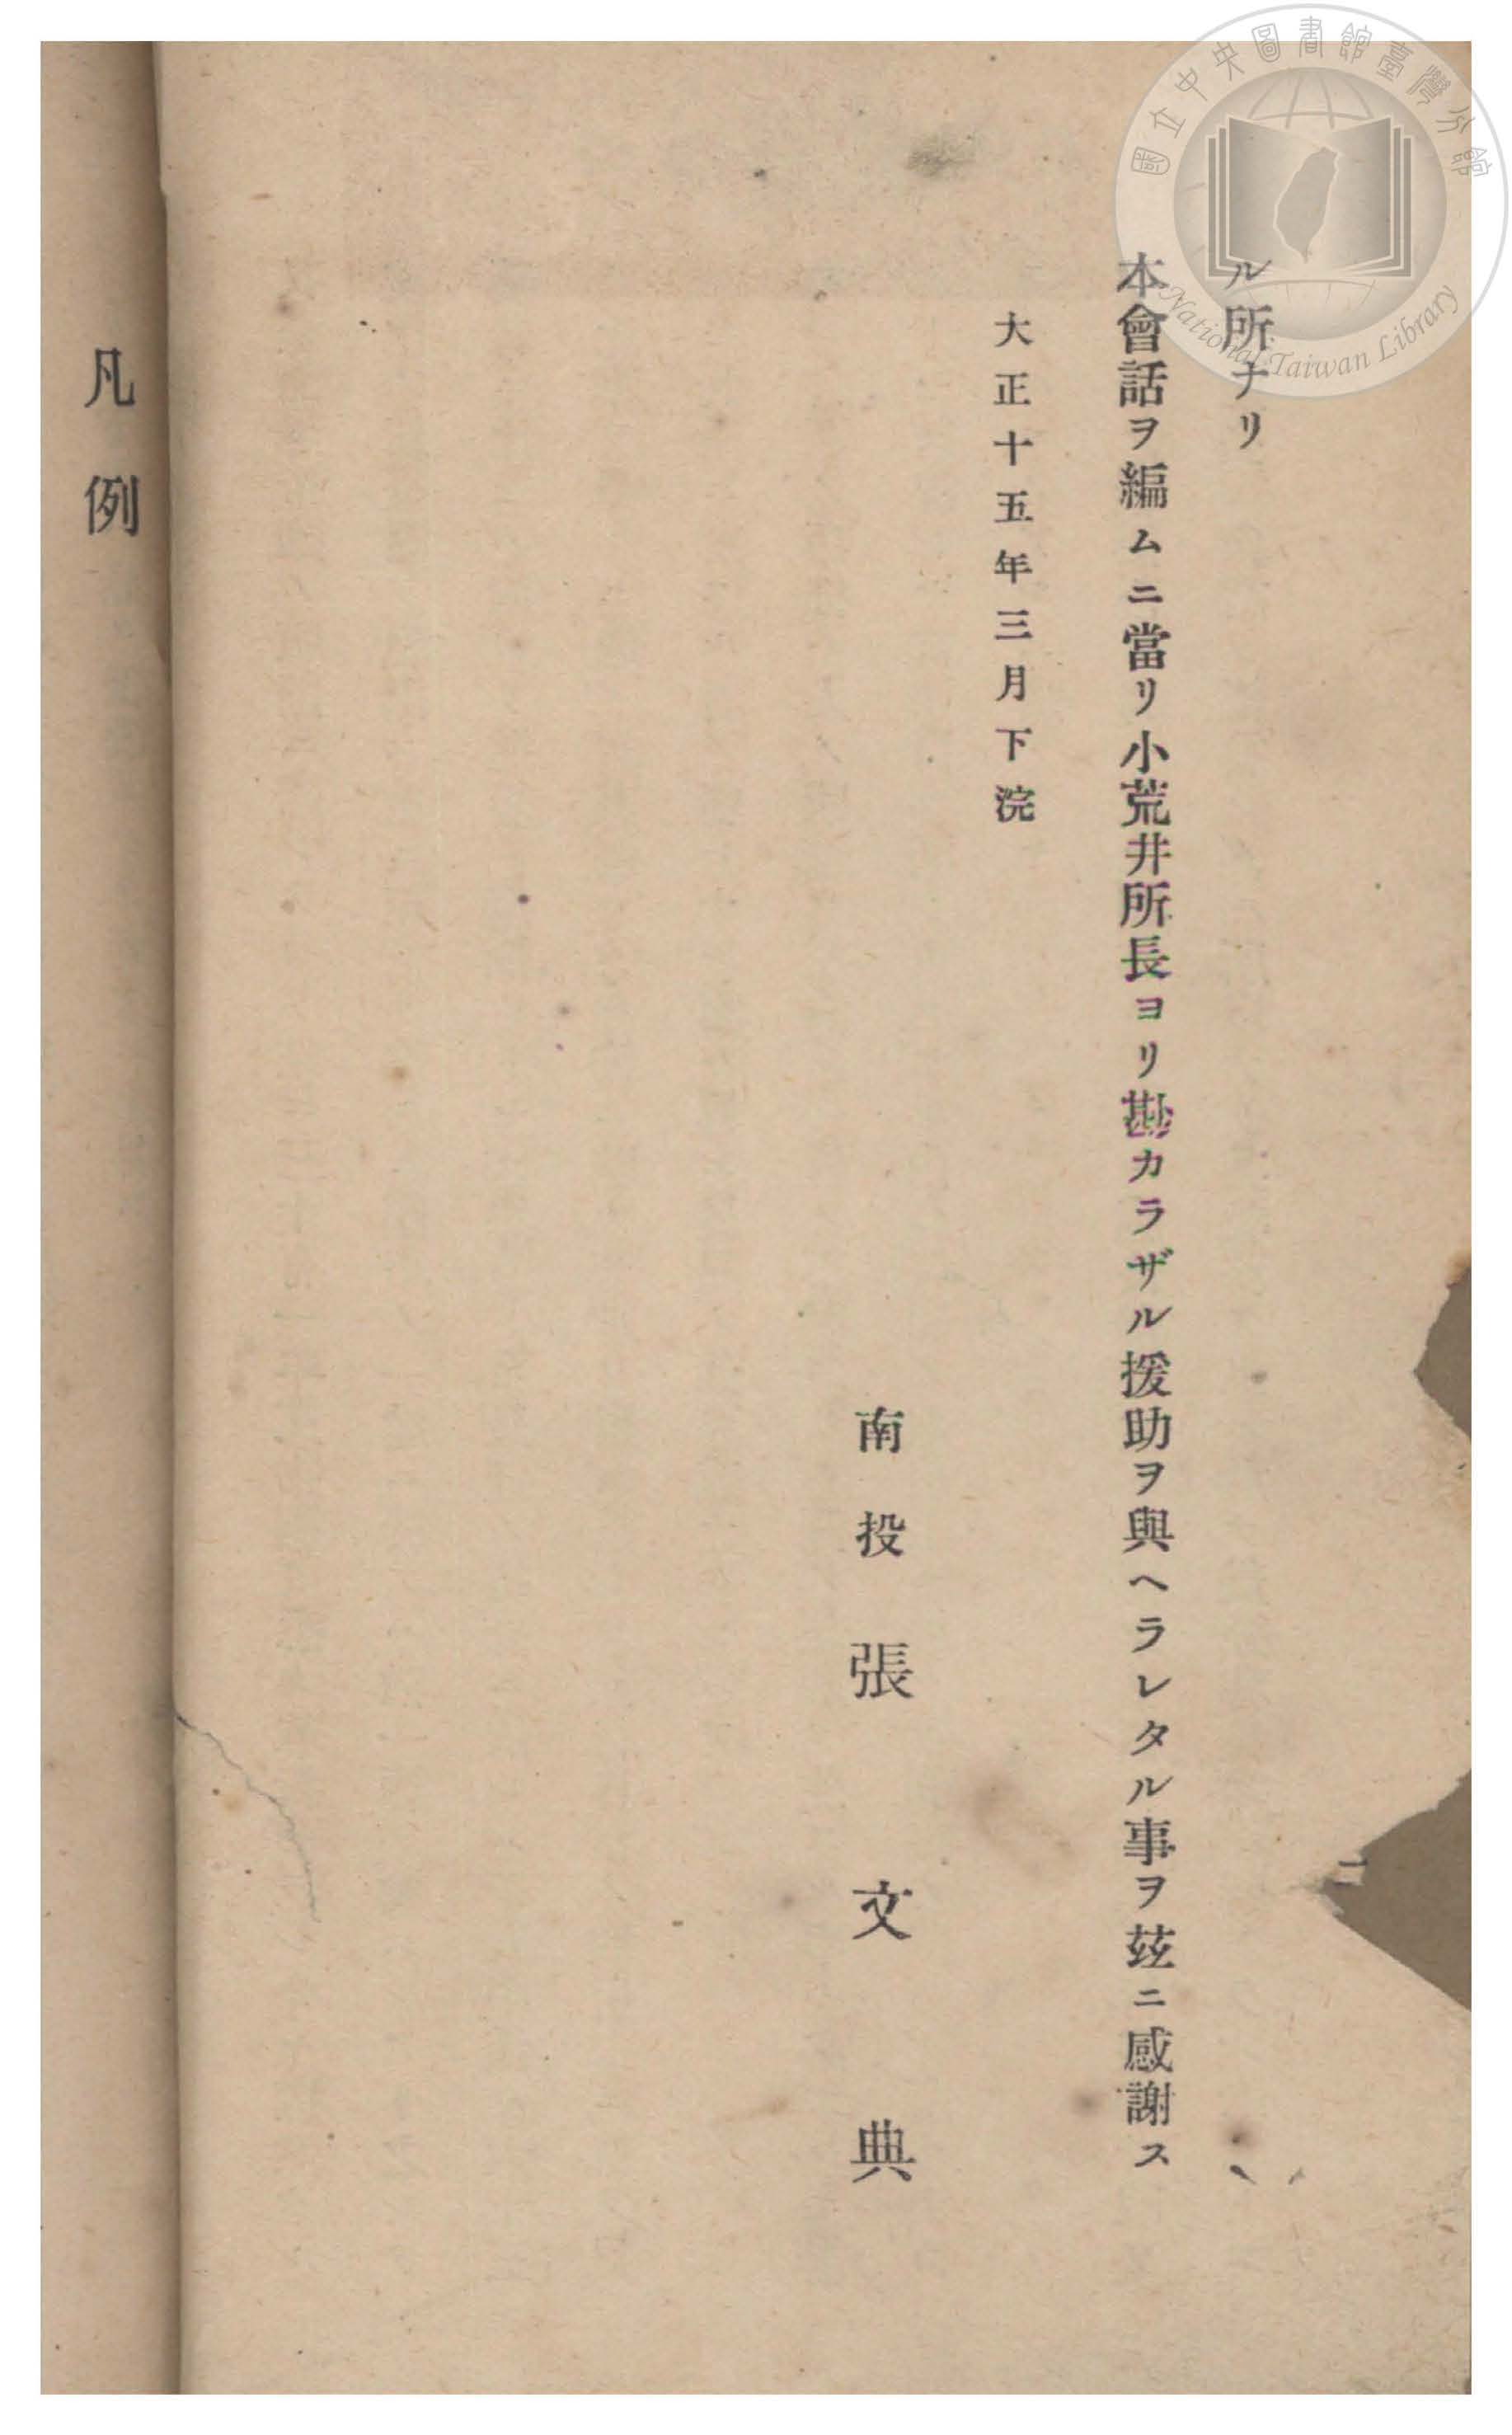 國立中央圖書館臺灣分館
National Taiwan Library
ル所ナリ
本會話ヲ編ムニ當リ小荒井所長ヨリ尠カラザル援助ヲ與ヘラレタル事ヲ玆ニ感謝ス
大正十五年三月下浣
南投張文典
二
凡例